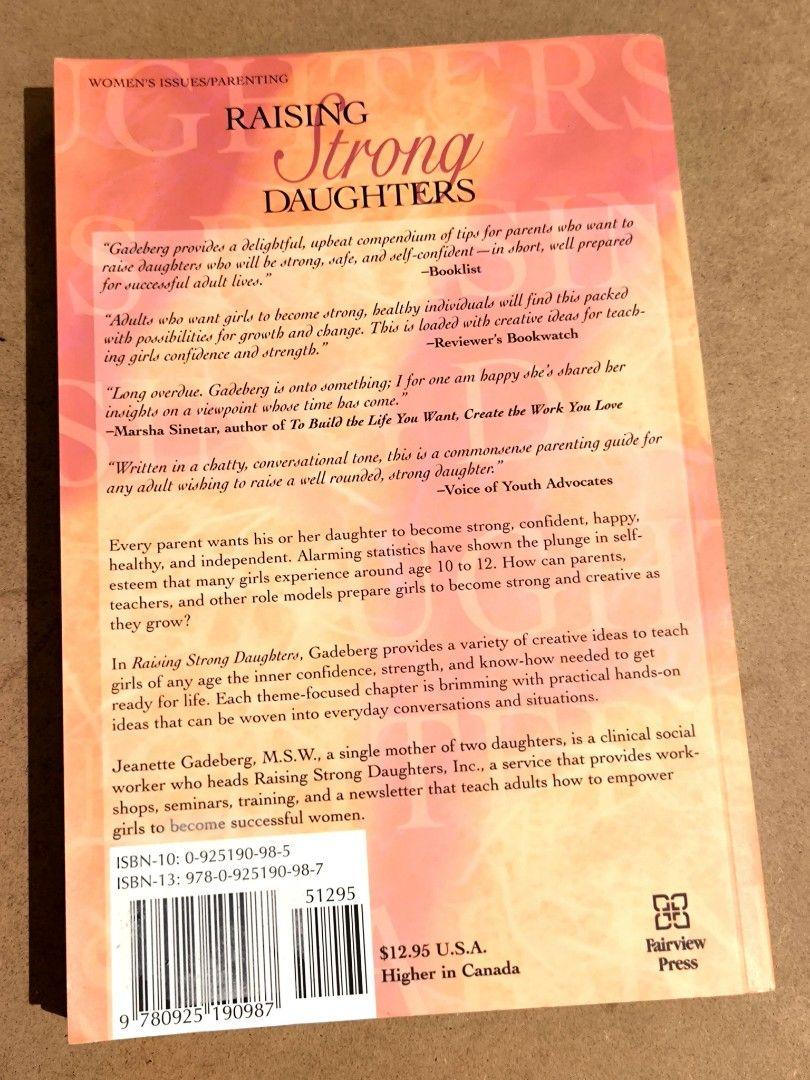 WOMEN'S ISSUES/PARENTING
RAISING
Strong
DAUGHTERS
"Gadeberg provides a delightful, upbeat compendium of tips for parents who want to
raise daughters who will be strong, safe, and self-confident—in short, well prepared
for successful adult lives."
–Booklist
"Adults who want girls to become strong, healthy individuals will find this packed
with possibilities for growth and change. This is loaded with creative ideas for teach-
ing girls confidence and strength."
–Reviewer's Bookwatch
"Long overdue. Gadeberg is onto something; I for one am happy she's shared her
insights on a viewpoint whose time has come."
–Marsha Sinetar, author of To Build the Life You Want, Create the Work You Love
"Written in a chatty, conversational tone, this is a commonsense parenting guide for
any adult wishing to raise a well rounded, strong daughter."
–Voice of Youth Advocates
Every parent wants his or her daughter to become strong, confident, happy,
healthy, and independent. Alarming statistics have shown the plunge in self-
esteem that many girls experience around age 10 to 12. How can parents,
teachers, and other role models prepare girls to become strong and creative as
they grow?
In Raising Strong Daughters, Gadeberg provides a variety of creative ideas to teach
girls of any age the inner confidence, strength, and know-how needed to get
ready for life. Each theme-focused chapter is brimming with practical hands-on
ideas that can be woven into everyday conversations and situations.
Jeanette Gadeberg, M.S.W., a single mother of two daughters, is a clinical social
worker who heads Raising Strong Daughters, Inc., a service that provides work-
shops, seminars, training, and a newsletter that teach adults how to empower
girls to become successful women.
ISBN-10: 0-925190-98-5
ISBN-13: 978-0-925190-98-7
51295
9 780925 190987
$12.95 U.S.A.
Higher in Canada
Fairview
Press